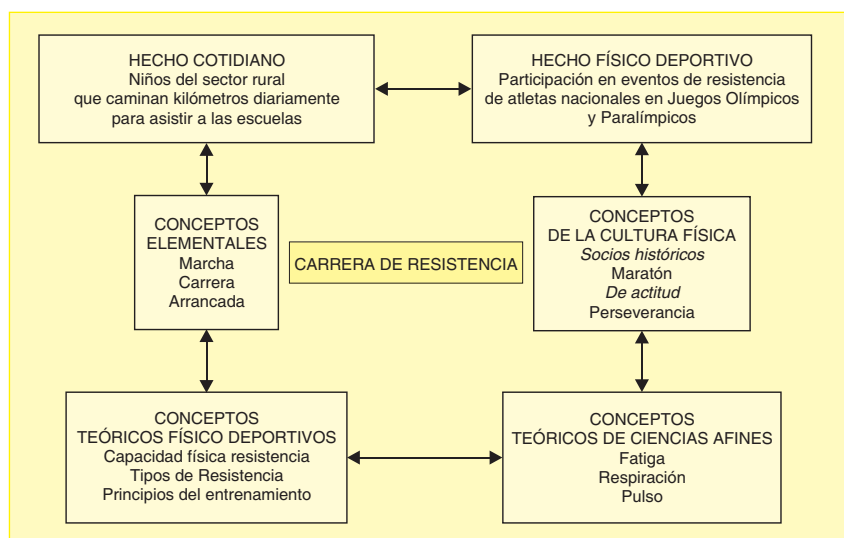 HECHO COTIDIANO
Niños del sector rural
que caminan kilómetros diariamente
para asistir a las escuelas
HECHO FÍSICO DEPORTIVO
Participación en eventos de resistencia
de atletas nacionales en Juegos Olímpicos
y Paralímpicos
CONCEPTOS
ELEMENTALES
Marcha
Carrera
Arrancada
CARRERA DE RESISTENCIA
CONCEPTOS
DE LA CULTURA FÍSICA
Socios históricos
Maratón
De actitud
Perseverancia
CONCEPTOS
TEÓRICOS FÍSICO DEPORTIVOS
Capacidad física resistencia
Tipos de Resistencia
Principios del entrenamiento
CONCEPTOS
TEÓRICOS DE CIENCIAS AFINES
Fatiga
Respiración
Pulso